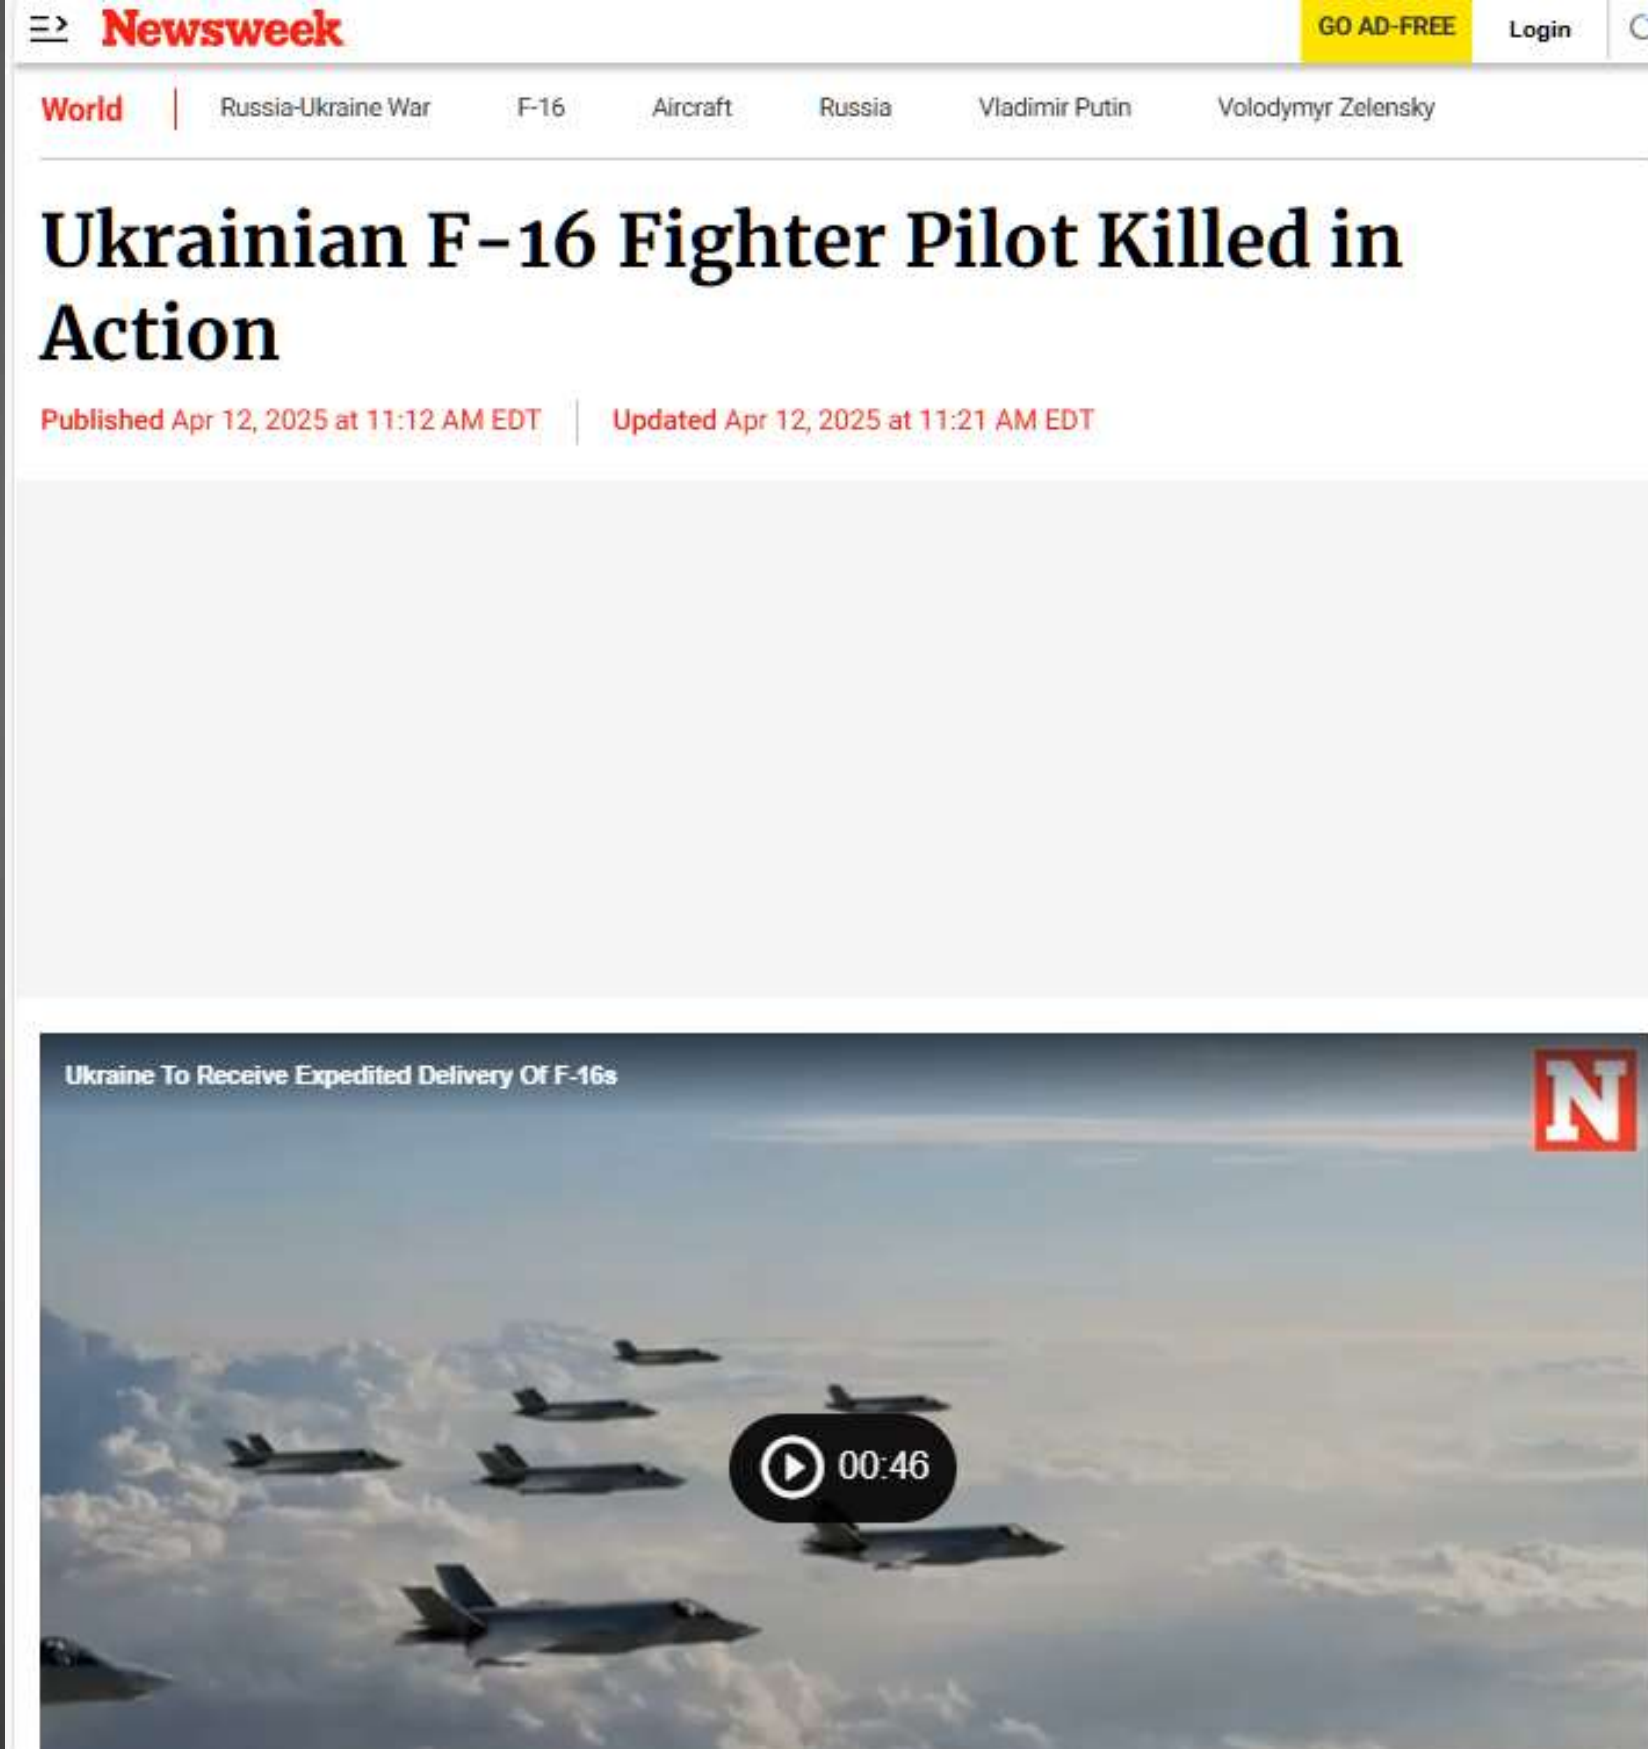 Newsweek
GO AD-FREE
Login
World
Russia-Ukraine War
F-16
Aircraft
Russia
Vladimir Putin
Volodymyr Zelensky
Ukrainian F-16 Fighter Pilot Killed in
Action
Published Apr 12, 2025 at 11:12 AM EDT
Updated Apr 12, 2025 at 11:21 AM EDT
Ukraine To Receive Expedited Delivery Of F-16s
N
00:46